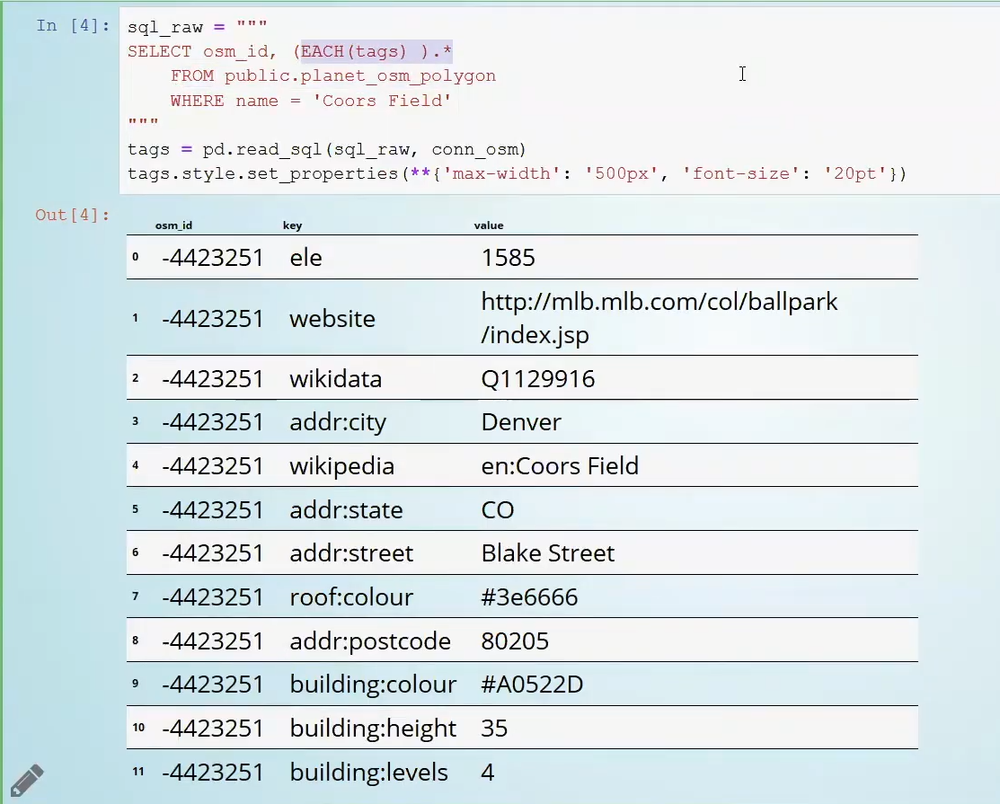 In [4]: sql_raw = """
SELECT osm_id, (EACH(tags) ).*
FROM public.planet_osm_polygon
WHERE name = 'Coors Field'
"""
tags = pd.read_sql(sql_raw, conn_osm)
tags.style.set_properties(**{'max-width': '500px', 'font-size': '20pt'})
Out[4]:
osm_id key value
0 -4423251 ele 1585
1 -4423251 website http://mlb.mlb.com/col/ballpark
/index.jsp
2 -4423251 wikidata Q1129916
3 -4423251 addr:city Denver
4 -4423251 wikipedia en:Coors Field
5 -4423251 addr:state CO
6 -4423251 addr:street Blake Street
7 -4423251 roof:colour #3e6666
8 -4423251 addr:postcode 80205
9 -4423251 building:colour #A0522D
10 -4423251 building:height 35
11 -4423251 building:levels 4